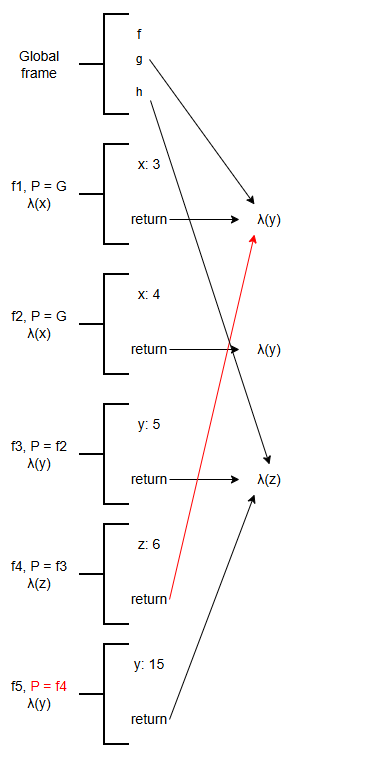 f
Global
frame
g
h
x: 3
f1, P = G
λ(x)
return
λ(y)
x: 4
f2, P = G
λ(x)
return
λ(y)
y: 5
f3, P = f2
λ(y)
return
λ(z)
z: 6
f4, P = f3
λ(z)
return
y: 15
f5, P = f4
λ(y)
return